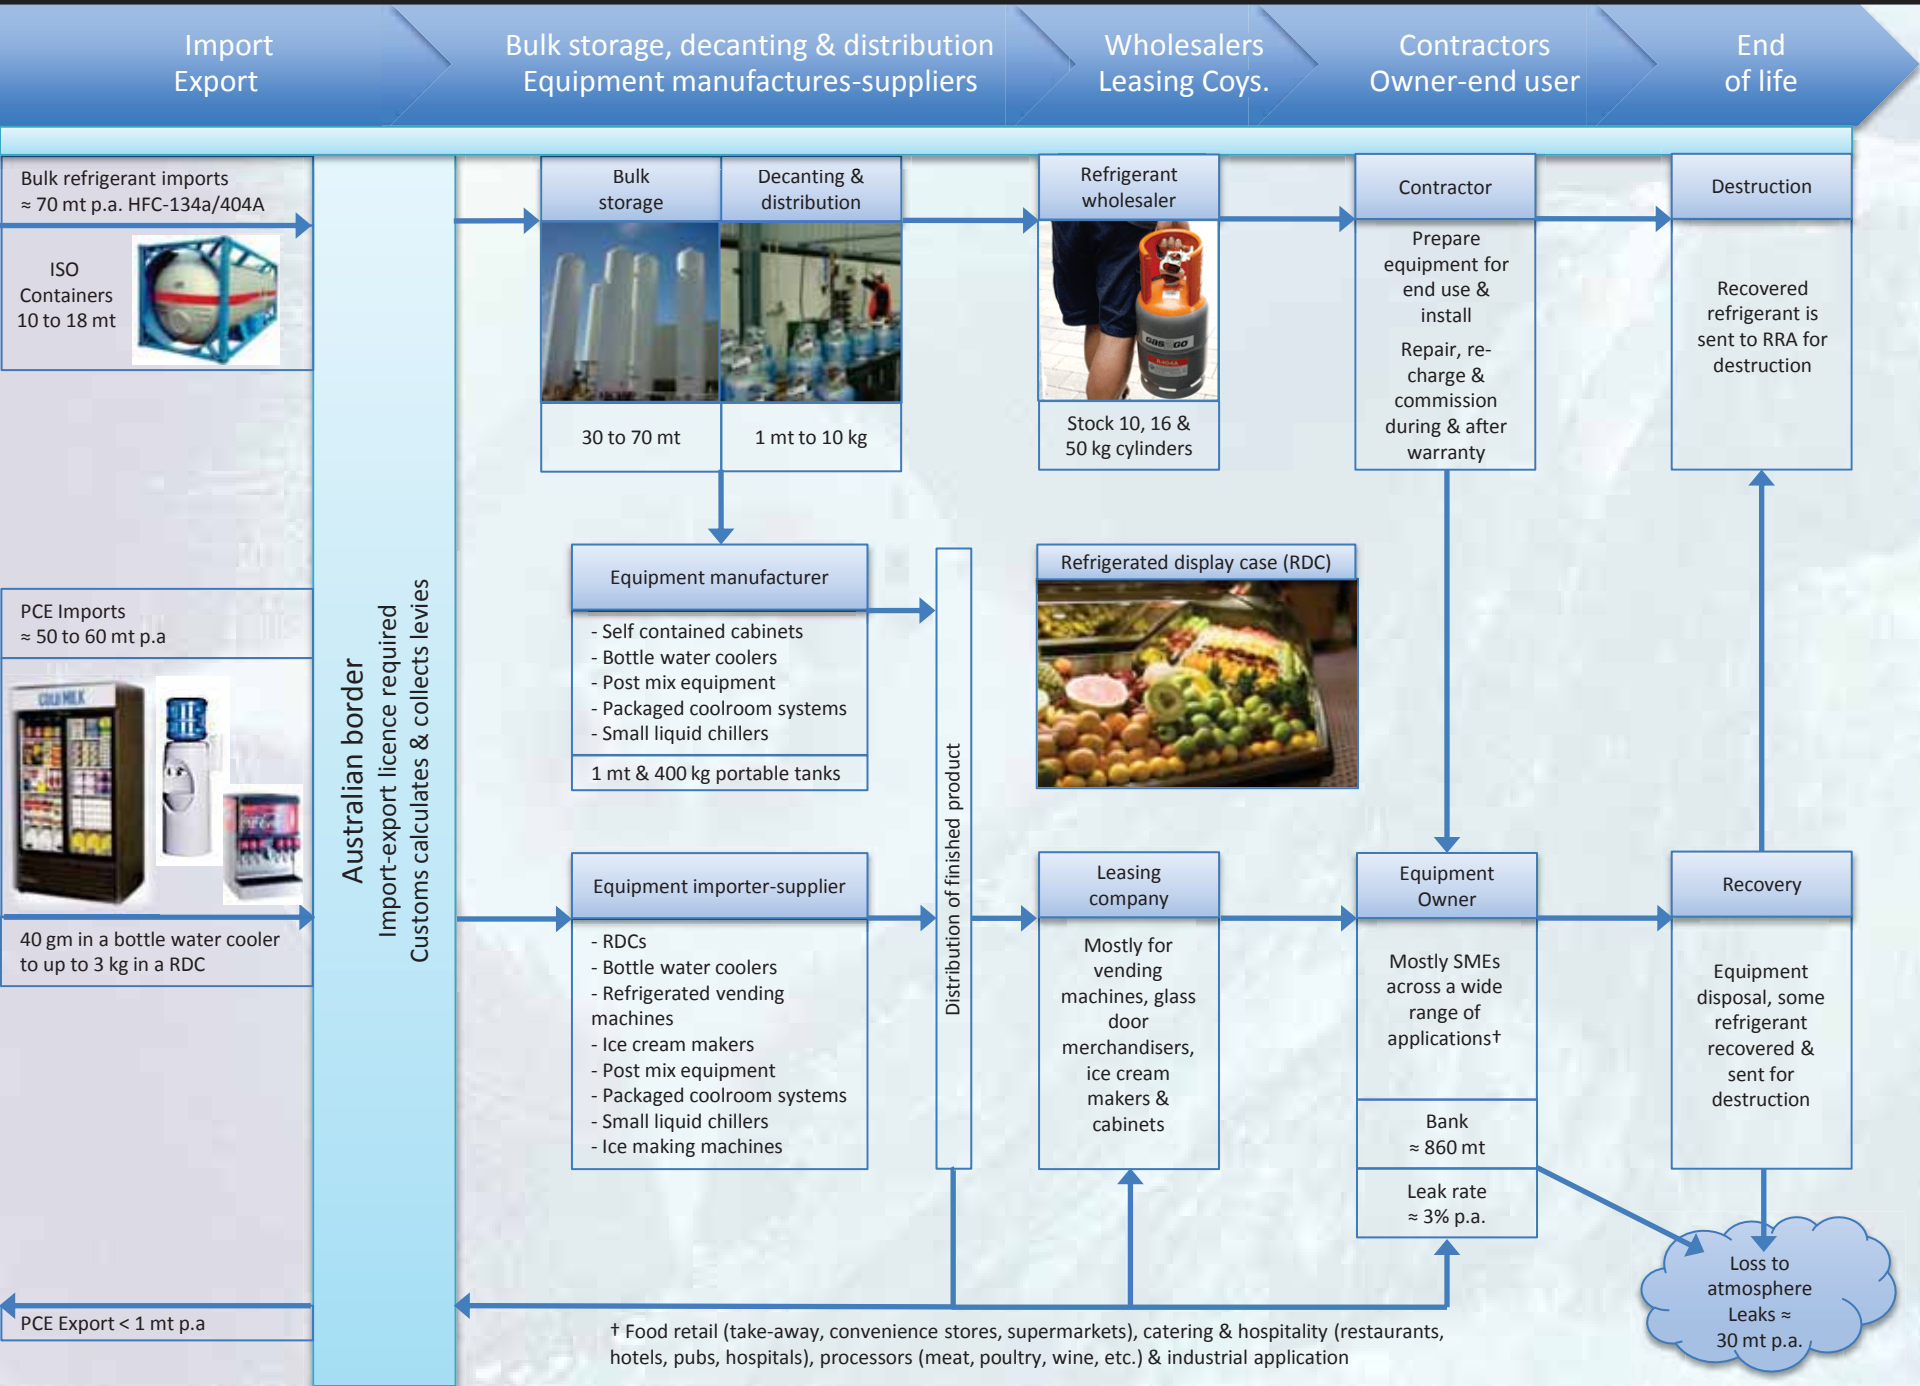 Import
Export
Bulk storage, decanting & distribution
Equipment manufactures-suppliers
Wholesalers
Leasing Coys.
Contractors
Owner-end user
End
of life
Bulk refrigerant imports
≈ 70 mt p.a. HFC-134a/404A
ISO
Containers
10 to 18 mt
PCE Imports
≈ 50 to 60 mt p.a
COLD MILK
40 gm in a bottle water cooler
to up to 3 kg in a RDC
PCE Export < 1 mt p.a
Australian border
Import-export licence required
Customs calculates & collects levies
Bulk
storage
30 to 70 mt
Decanting &
distribution
1 mt to 10 kg
Equipment manufacturer
- Self contained cabinets
- Bottle water coolers
- Post mix equipment
- Packaged coolroom systems
- Small liquid chillers
1 mt & 400 kg portable tanks
Equipment importer-supplier
- RDCs
- Bottle water coolers
- Refrigerated vending
machines
- Ice cream makers
- Post mix equipment
- Packaged coolroom systems
- Small liquid chillers
- Ice making machines
Distribution of finished product
Refrigerant
wholesaler
GAS GO
R404A
Stock 10, 16 &
50 kg cylinders
Refrigerated display case (RDC)
Leasing
company
Mostly for
vending
machines, glass
door
merchandisers,
ice cream
makers &
cabinets
Contractor
Prepare
equipment for
end use &
install
Repair, re-
charge &
commission
during & after
warranty
Equipment
Owner
Mostly SMEs
across a wide
range of
applications†
Bank
≈ 860 mt
Leak rate
≈ 3% p.a.
Destruction
Recovered
refrigerant is
sent to RRA for
destruction
Recovery
Equipment
disposal, some
refrigerant
recovered &
sent for
destruction
Loss to
atmosphere
Leaks ≈
30 mt p.a.
† Food retail (take-away, convenience stores, supermarkets), catering & hospitality (restaurants,
hotels, pubs, hospitals), processors (meat, poultry, wine, etc.) & industrial application